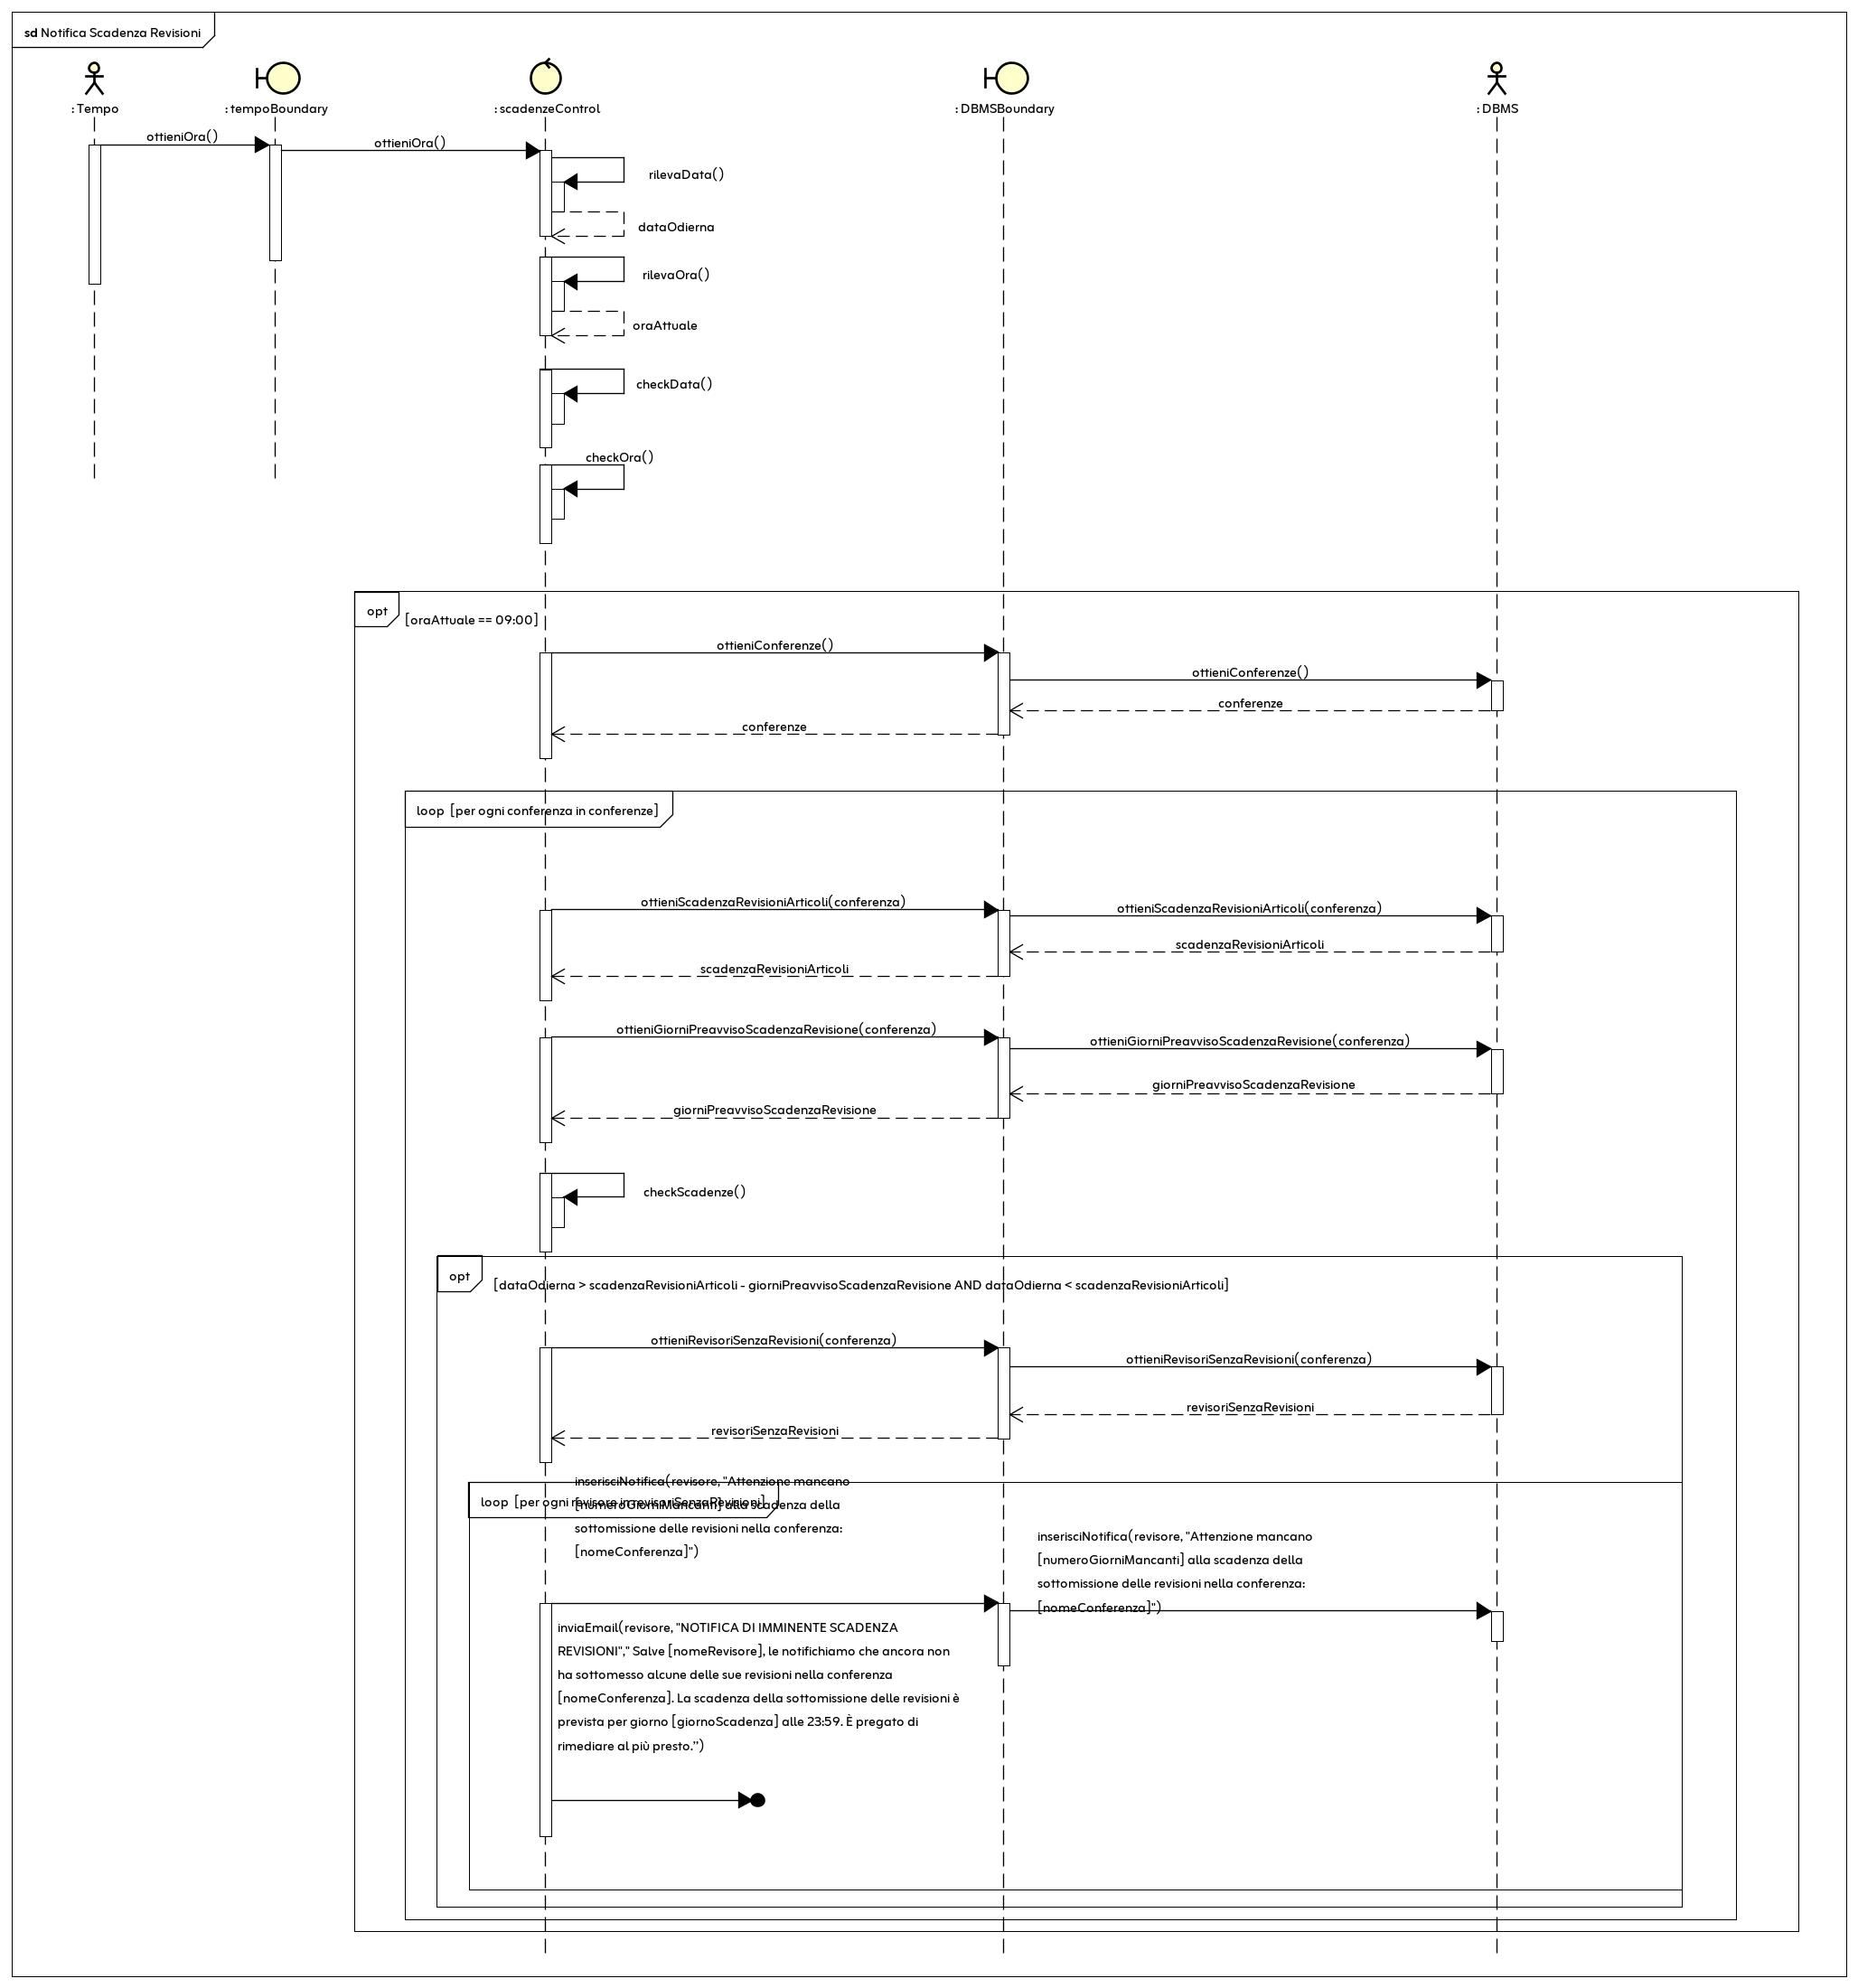 sd Notifica Scadenza Revisioni
: Tempo
: tempoBoundary
: scadenzeControl
: DBMSBoundary
: DBMS
ottieniOra()
ottieniOra()
rilevaData()
dataOdierna
rilevaOra()
oraAttuale
checkData()
checkOra()
opt
[oraAttuale == 09:00]
ottieniConferenze()
ottieniConferenze()
conferenze
conferenze
loop [per ogni conferenza in conferenze]
ottieniScadenzaRevisioniArticoli(conferenza)
ottieniScadenzaRevisioniArticoli(conferenza)
scadenzaRevisioniArticoli
scadenzaRevisioniArticoli
ottieniGiorniPreavvisoScadenzaRevisione(conferenza)
ottieniGiorniPreavvisoScadenzaRevisione(conferenza)
giorniPreavvisoScadenzaRevisione
giorniPreavvisoScadenzaRevisione
checkScadenze()
opt
[dataOdierna > scadenzaRevisioniArticoli - giorniPreavvisoScadenzaRevisione AND dataOdierna < scadenzaRevisioniArticoli]
ottieniRevisoriSenzaRevisioni(conferenza)
ottieniRevisoriSenzaRevisioni(conferenza)
revisoriSenzaRevisioni
revisoriSenzaRevisioni
inserisciNotifica(revisore, "Attenzione mancano
loop [per ogni revisore in revisoriSenzaRevisioni]
[numeroGiorniMancanti] alla scadenza della
sottomissione delle revisioni nella conferenza:
[nomeConferenza]")
inserisciNotifica(revisore, "Attenzione mancano
[numeroGiorniMancanti] alla scadenza della
sottomissione delle revisioni nella conferenza:
[nomeConferenza]")
inviaEmail(revisore, "NOTIFICA DI IMMINENTE SCADENZA
REVISIONI"," Salve [nomeRevisore], le notifichiamo che ancora non
ha sottomesso alcune delle sue revisioni nella conferenza
[nomeConferenza]. La scadenza della sottomissione delle revisioni è
prevista per giorno [giornoScadenza] alle 23:59. È pregato di
rimediare al più presto.”)